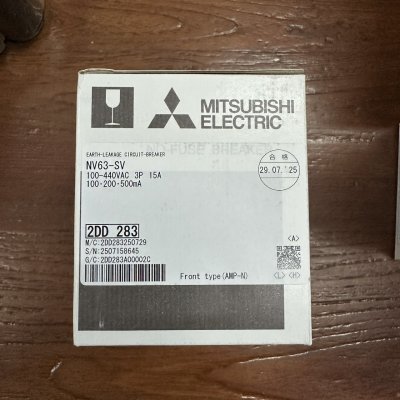 MITSUBISHI
ELECTRIC
EARTH-LEAKAGE CIRCUIT-BREAKER
NV63-SV
100-440VAC 3P 15A
100·200·500mA
合格
29.07.'25
2DD 283
M/C:2DD283250729
S/N:2507158645
G/C:2DD283A00002C
Front type(AMP-N)
<A>
<L> <H>